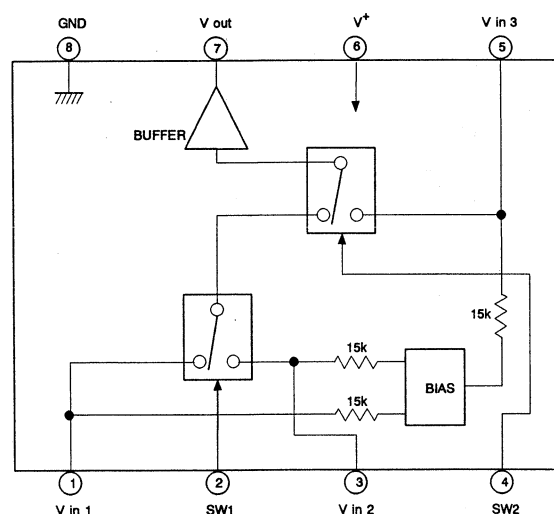 GND V out V+ V in 3
8 7 6 5
BUFFER
15k
15k
BIAS
15k
1 2 3 4
V in 1 SW1 V in 2 SW2